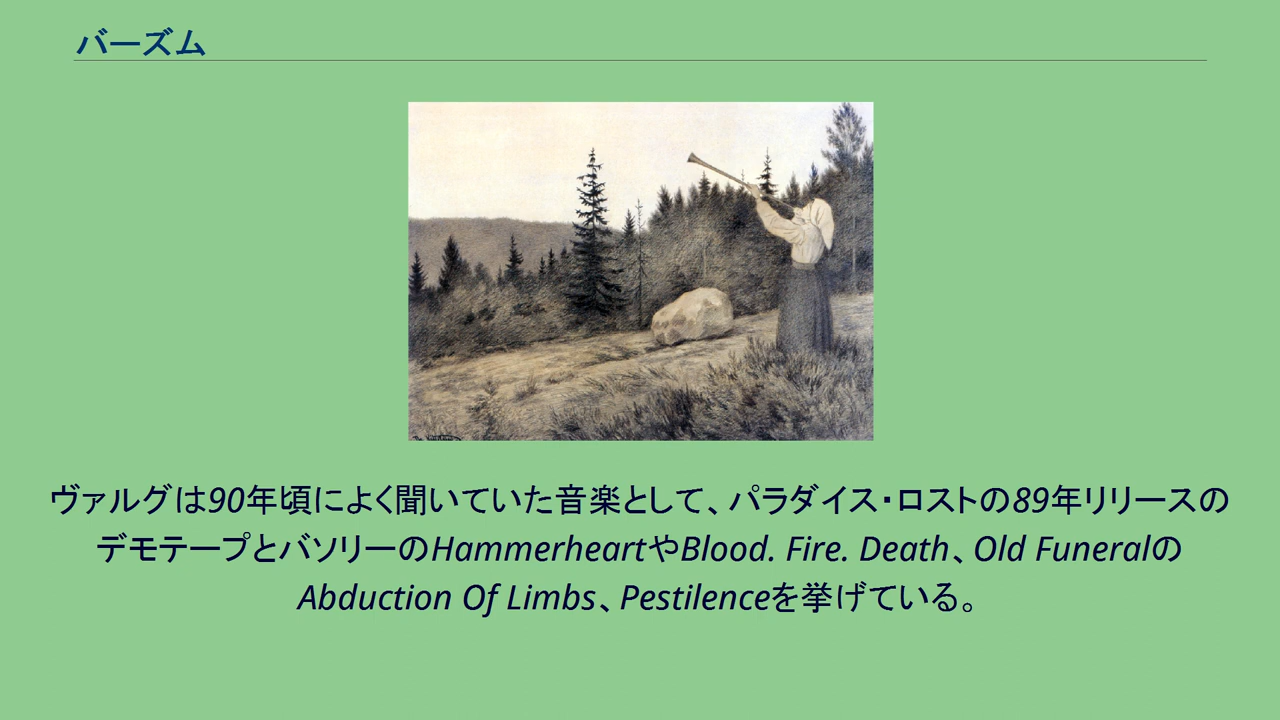 バーズム
ヴァルグは90年頃によく聞いていた音楽として、パラダイス・ロストの89年リリースの
デモテープとバソリーのHammerheartやBlood. Fire. Death、Old Funeralの
Abduction Of Limbs、Pestilenceを挙げている。